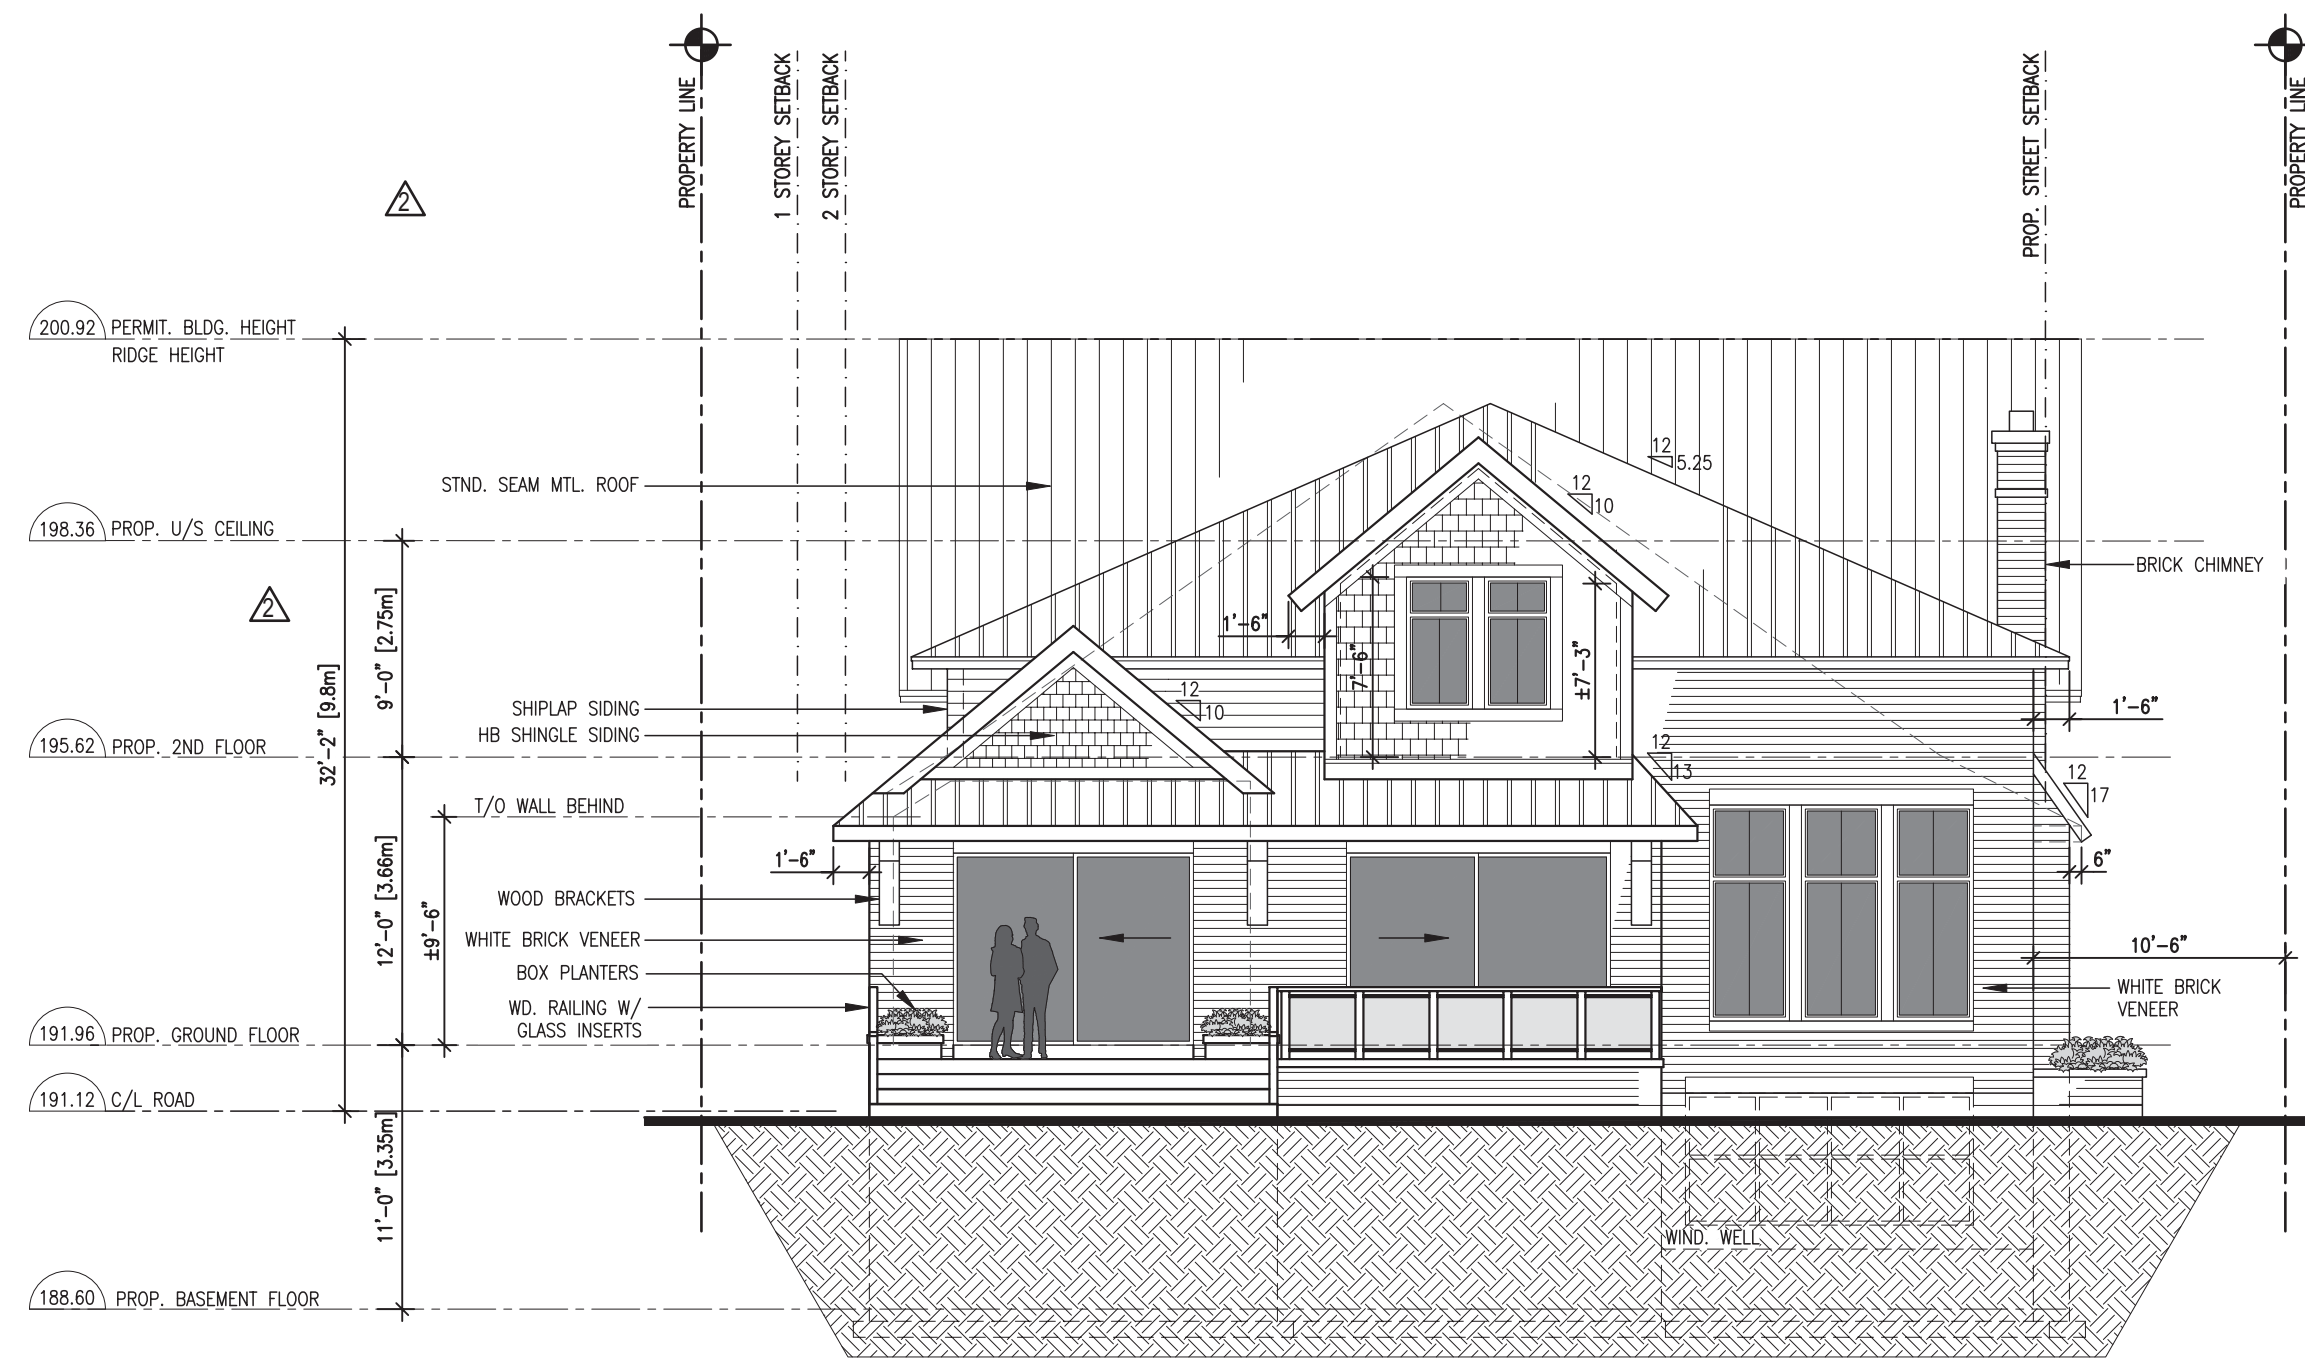 PROPERTY LINE
1 STOREY SETBACK
2 STOREY SETBACK
PROP. STREET SETBACK
PROPERTY LINE
2
200.92 PERMIT. BLDG. HEIGHT
RIDGE HEIGHT
12
5.25
STND. SEAM MTL. ROOF
12
10
198.36 PROP. U/S CEILING
BRICK CHIMNEY
2
9'-0" [2.75m]
1'-6"
7'-6"
±7'-3"
32'-2" [9.8m]
12
10
SHIPLAP SIDING
1'-6"
HB SHINGLE SIDING
195.62 PROP. 2ND FLOOR
12
13
12
17
T/O WALL BEHIND
1'-6"
6"
12'-0" [3.66m]
±9'-6"
WOOD BRACKETS
WHITE BRICK VENEER
10'-6"
BOX PLANTERS
WHITE BRICK
VENEER
WD. RAILING W/
GLASS INSERTS
191.96 PROP. GROUND FLOOR
191.12 C/L ROAD
11'-0" [3.35m]
WIND. WELL
188.60 PROP. BASEMENT FLOOR